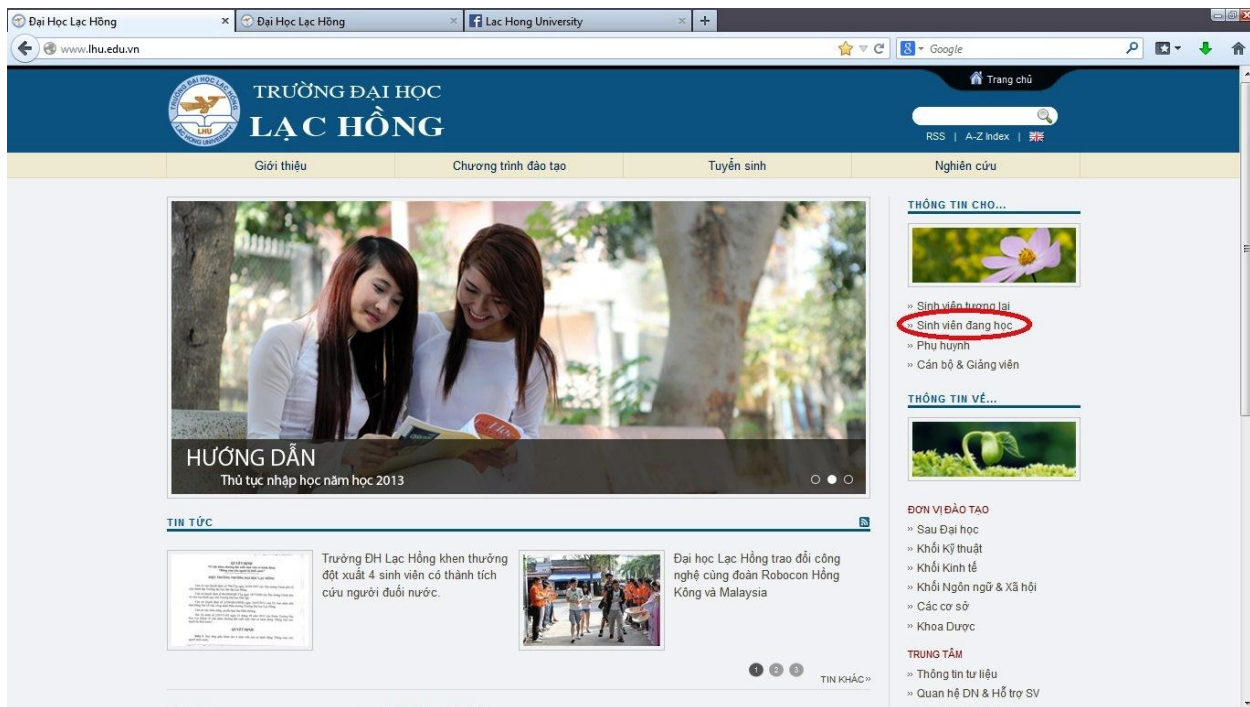 Đại Học Lạc Hồng
Đại Học Lạc Hồng
Lac Hong University
www.lhu.edu.vn
Google
TRƯỜNG ĐẠI HỌC
LẠC HỒNG
LHU
Trang chủ
RSS | A-Z Index |
Giới thiệu
Chương trình đào tạo
Tuyển sinh
Nghiên cứu
HƯỚNG DẪN
Thủ tục nhập học năm học 2013
THÔNG TIN CHO...
» Sinh viên tương lai
» Sinh viên đang học
» Phụ huynh
» Cán bộ & Giảng viên
THÔNG TIN VỀ...
ĐƠN VỊ ĐÀO TẠO
» Sau Đại học
» Khối Kỹ thuật
» Khối Kinh tế
» Khối Ngôn ngữ & Xã hội
» Các cơ sở
» Khoa Dược
TRUNG TÂM
» Thông tin tư liệu
» Quan hệ DN & Hỗ trợ SV
TIN TỨC
Trường ĐH Lạc Hồng khen thưởng
đột xuất 4 sinh viên có thành tích
cứu người đuối nước.
Đại học Lạc Hồng trao đổi công
nghệ cùng đoàn Robocon Hồng
Kông và Malaysia
1 2 3
TIN KHÁC»